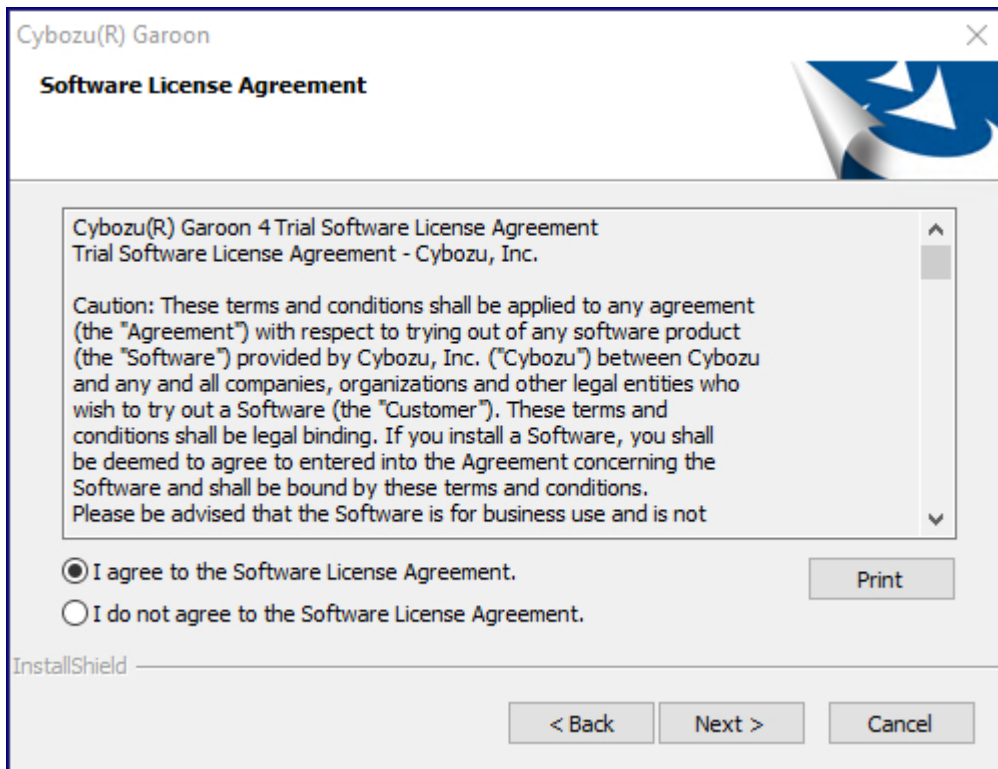 Cybozu(R) Garoon
Software License Agreement
Cybozu(R) Garoon 4 Trial Software License Agreement
Trial Software License Agreement - Cybozu, Inc.
Caution: These terms and conditions shall be applied to any agreement
(the "Agreement") with respect to trying out of any software product
(the "Software") provided by Cybozu, Inc. ("Cybozu") between Cybozu
and any and all companies, organizations and other legal entities who
wish to try out a Software (the "Customer"). These terms and
conditions shall be legal binding. If you install a Software, you shall
be deemed to agree to entered into the Agreement concerning the
Software and shall be bound by these terms and conditions.
Please be advised that the Software is for business use and is not
I agree to the Software License Agreement.
Print
I do not agree to the Software License Agreement.
InstallShield
< Back Next > Cancel